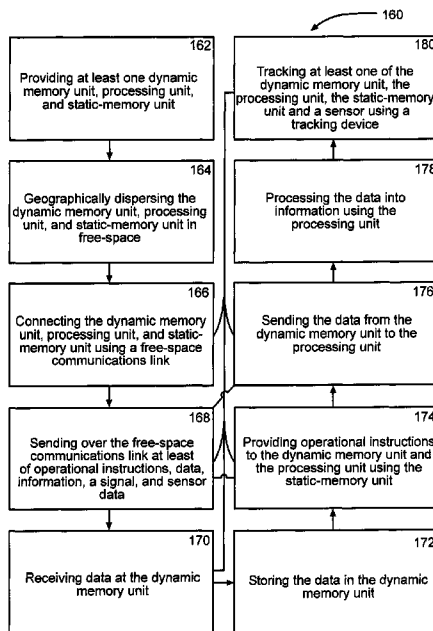 160
162
Providing at least one dynamic
memory unit, processing unit,
and static-memory unit
164
Geographically dispersing the
dynamic memory unit, processing
unit, and static-memory unit in
free-space
166
Connecting the dynamic memory
unit, processing unit, and static-
memory unit using a free-space
communications link
168
Sending over the free-space
communications link at least
of operational instructions, data,
information, a signal, and sensor
data
170
Receiving data at the dynamic
memory unit
172
Storing the data in the dynamic
memory unit
174
Providing operational instructions
to the dynamic memory unit and
the processing unit using the
static-memory unit
176
Sending the data from the
dynamic memory unit to the
processing unit
178
Processing the data into
information using the
processing unit
180
Tracking at least one of the
dynamic memory unit, the
processing unit, the static-memory
unit and a sensor using a
tracking device